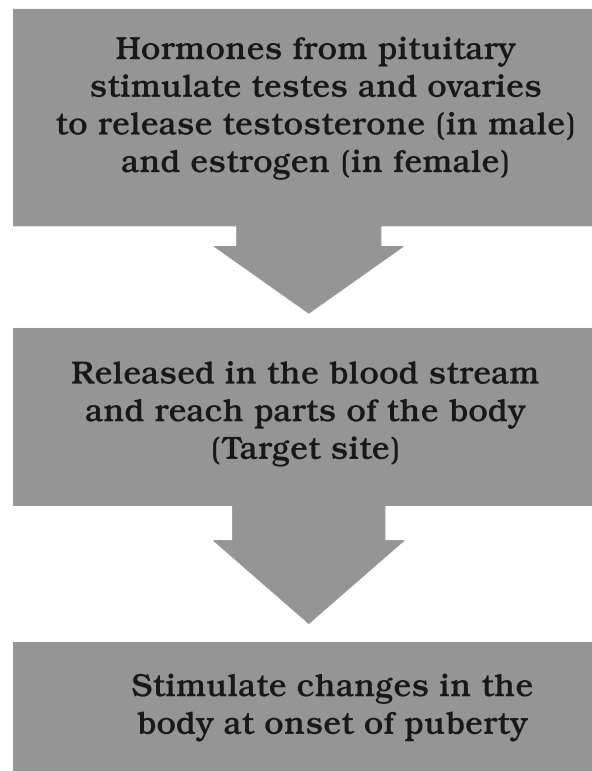 Hormones from pituitary
stimulate testes and ovaries
to release testosterone (in male)
and estrogen (in female)
Released in the blood stream
and reach parts of the body
(Target site)
Stimulate changes in the
body at onset of puberty